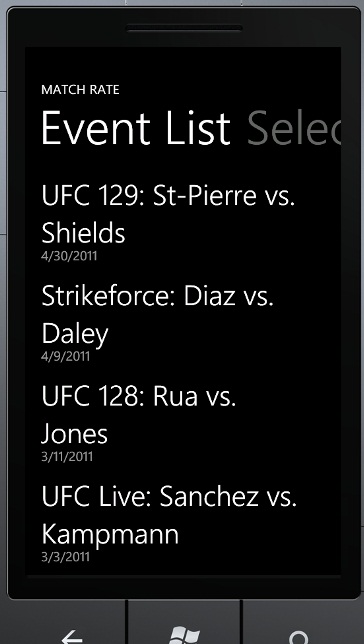 MATCH RATE
Event List Selec
UFC 129: St-Pierre vs.
Shields
4/30/2011
Strikeforce: Diaz vs.
Daley
4/9/2011
UFC 128: Rua vs.
Jones
3/11/2011
UFC Live: Sanchez vs.
Kampmann
3/3/2011